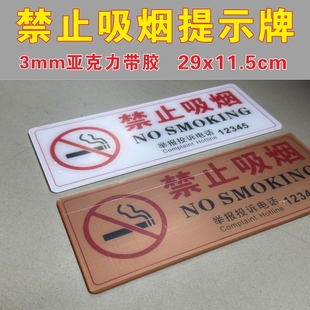 禁止吸烟提示牌
3mm亚克力带胶 29x11.5cm
禁止吸烟
NO SMOKING
举报投诉电话 12345
Complaint Hotline
禁止吸烟
NO SMOKING
举报投诉电话 12345
Complaint Hotline